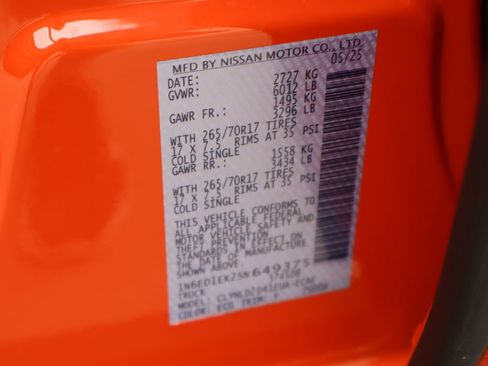 MFD BY NISSAN MOTOR CO., LTD.
DATE: 05/25
GVWR: 2727 KG
6012 LB
GAWR FR.: 1495 KG
3296 LB
WITH 265/70R17 TIRES
17 X 7.5 RIMS AT 35 PSI
COLD SINGLE
GAWR RR.: 1558 KG
3434 LB
WITH 265/70R17 TIRES
17 X 7.5 RIMS AT 35 PSI
COLD SINGLE
THIS VEHICLE CONFORMS TO
ALL APPLICABLE FEDERAL
MOTOR VEHICLE SAFETY AND
THEFT PREVENTION
STANDARDS IN EFFECT ON
THE DATE OF MANUFACTURE
SHOWN ABOVE.
1N6ED1EK2SN649375
TRUCK
MODEL:
COLOR: TRIM: